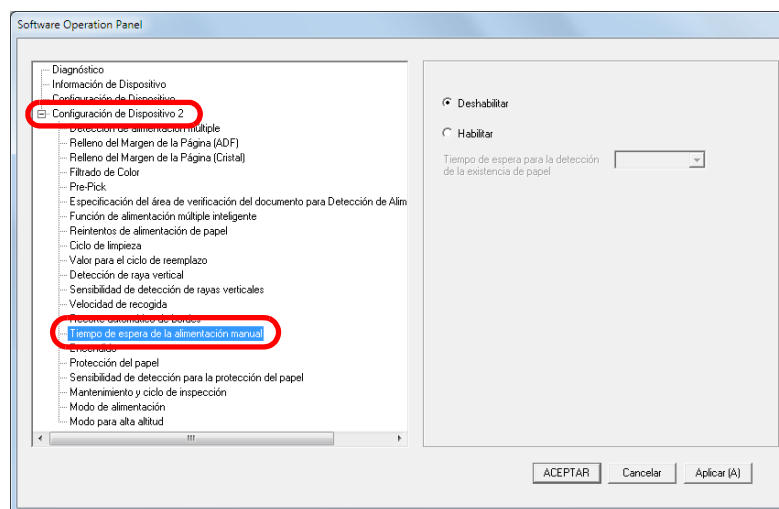 Software Operation Panel
Diagnóstico
Información de Dispositivo
Configuración de Dispositivo
Configuración de Dispositivo 2
Detección de alimentación múltiple
Relleno del Margen de la Página (ADF)
Relleno del Margen de la Página (Cristal)
Filtrado de Color
Pre-Pick
Especificación del área de verificación del documento para Detección de Alim
Función de alimentación múltiple inteligente
Reintentos de alimentación de papel
Ciclo de limpieza
Valor para el ciclo de reemplazo
Detección de raya vertical
Sensibilidad de detección de rayas verticales
Velocidad de recogida
Recorte automático de bordes
Tiempo de espera de la alimentación manual
Encendido
Protección del papel
Sensibilidad de detección para la protección del papel
Mantenimiento y ciclo de inspección
Modo de alimentación
Modo para alta altitud
Deshabilitar
Habilitar
Tiempo de espera para la detección
de la existencia de papel
ACEPTAR
Cancelar
Aplicar (A)